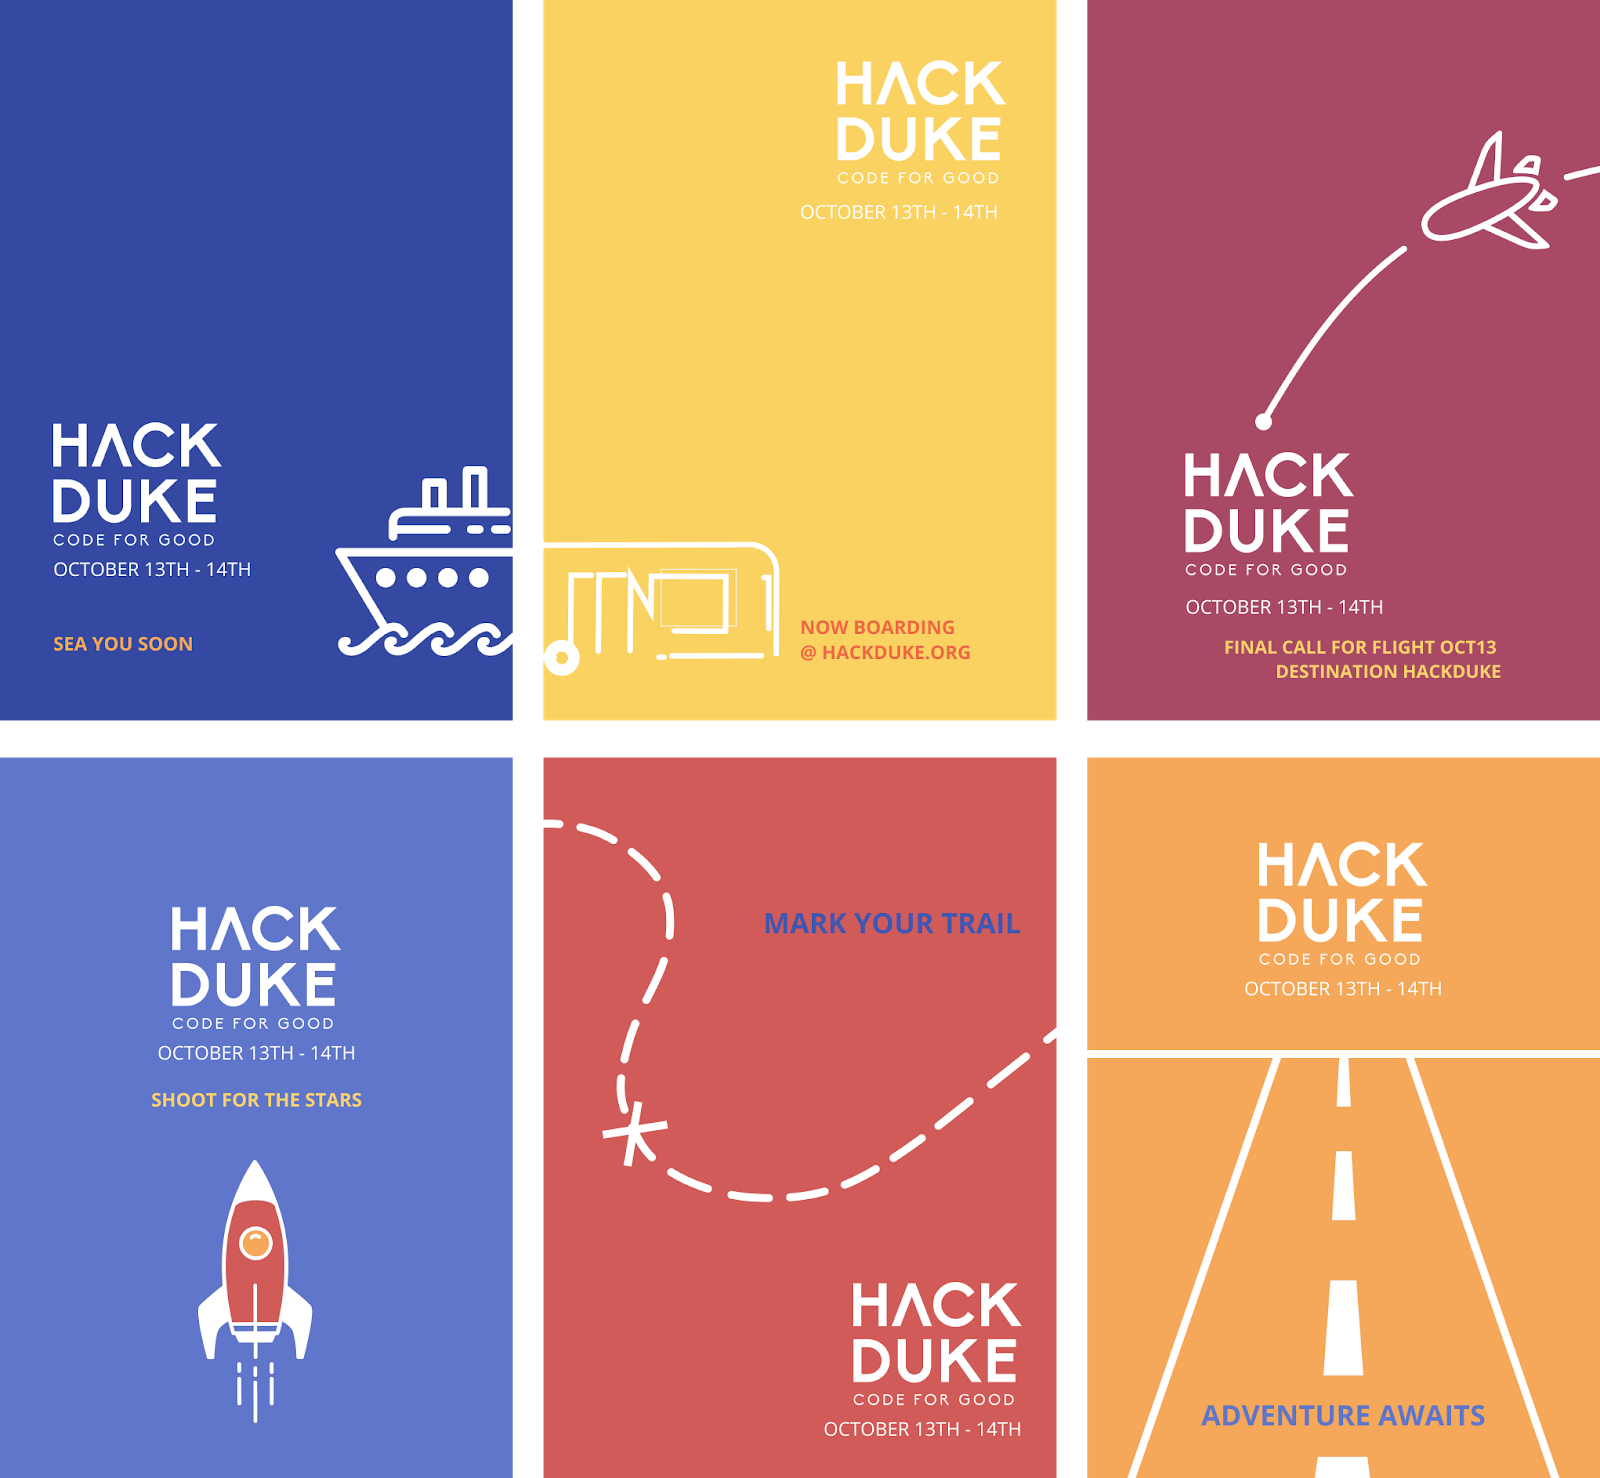 HACK
DUKE
CODE FOR GOOD
OCTOBER 13TH - 14TH
SEA YOU SOON
HACK
DUKE
CODE FOR GOOD
OCTOBER 13TH - 14TH
NOW BOARDING
@ HACKDUKE.ORG
HACK
DUKE
CODE FOR GOOD
OCTOBER 13TH - 14TH
FINAL CALL FOR FLIGHT OCT13
DESTINATION HACKDUKE
HACK
DUKE
CODE FOR GOOD
OCTOBER 13TH - 14TH
SHOOT FOR THE STARS
MARK YOUR TRAIL
HACK
DUKE
CODE FOR GOOD
OCTOBER 13TH - 14TH
HACK
DUKE
CODE FOR GOOD
OCTOBER 13TH - 14TH
ADVENTURE AWAITS